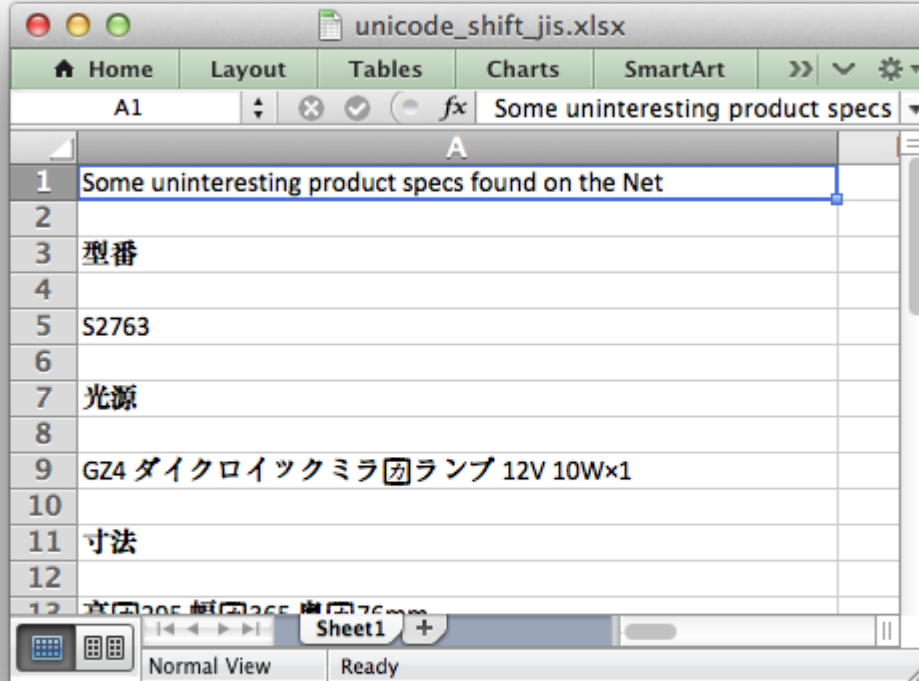 unicode_shift_jis.xlsx
Home Layout Tables Charts SmartArt
A1 fx Some uninteresting product specs
A
1 Some uninteresting product specs found on the Net
2
3 型番
4
5 S2763
6
7 光源
8
9 GZ4 ダイクロイックミラカランプ 12V 10W×1
10
11 寸法
12
13
Sheet1 +
Normal View Ready